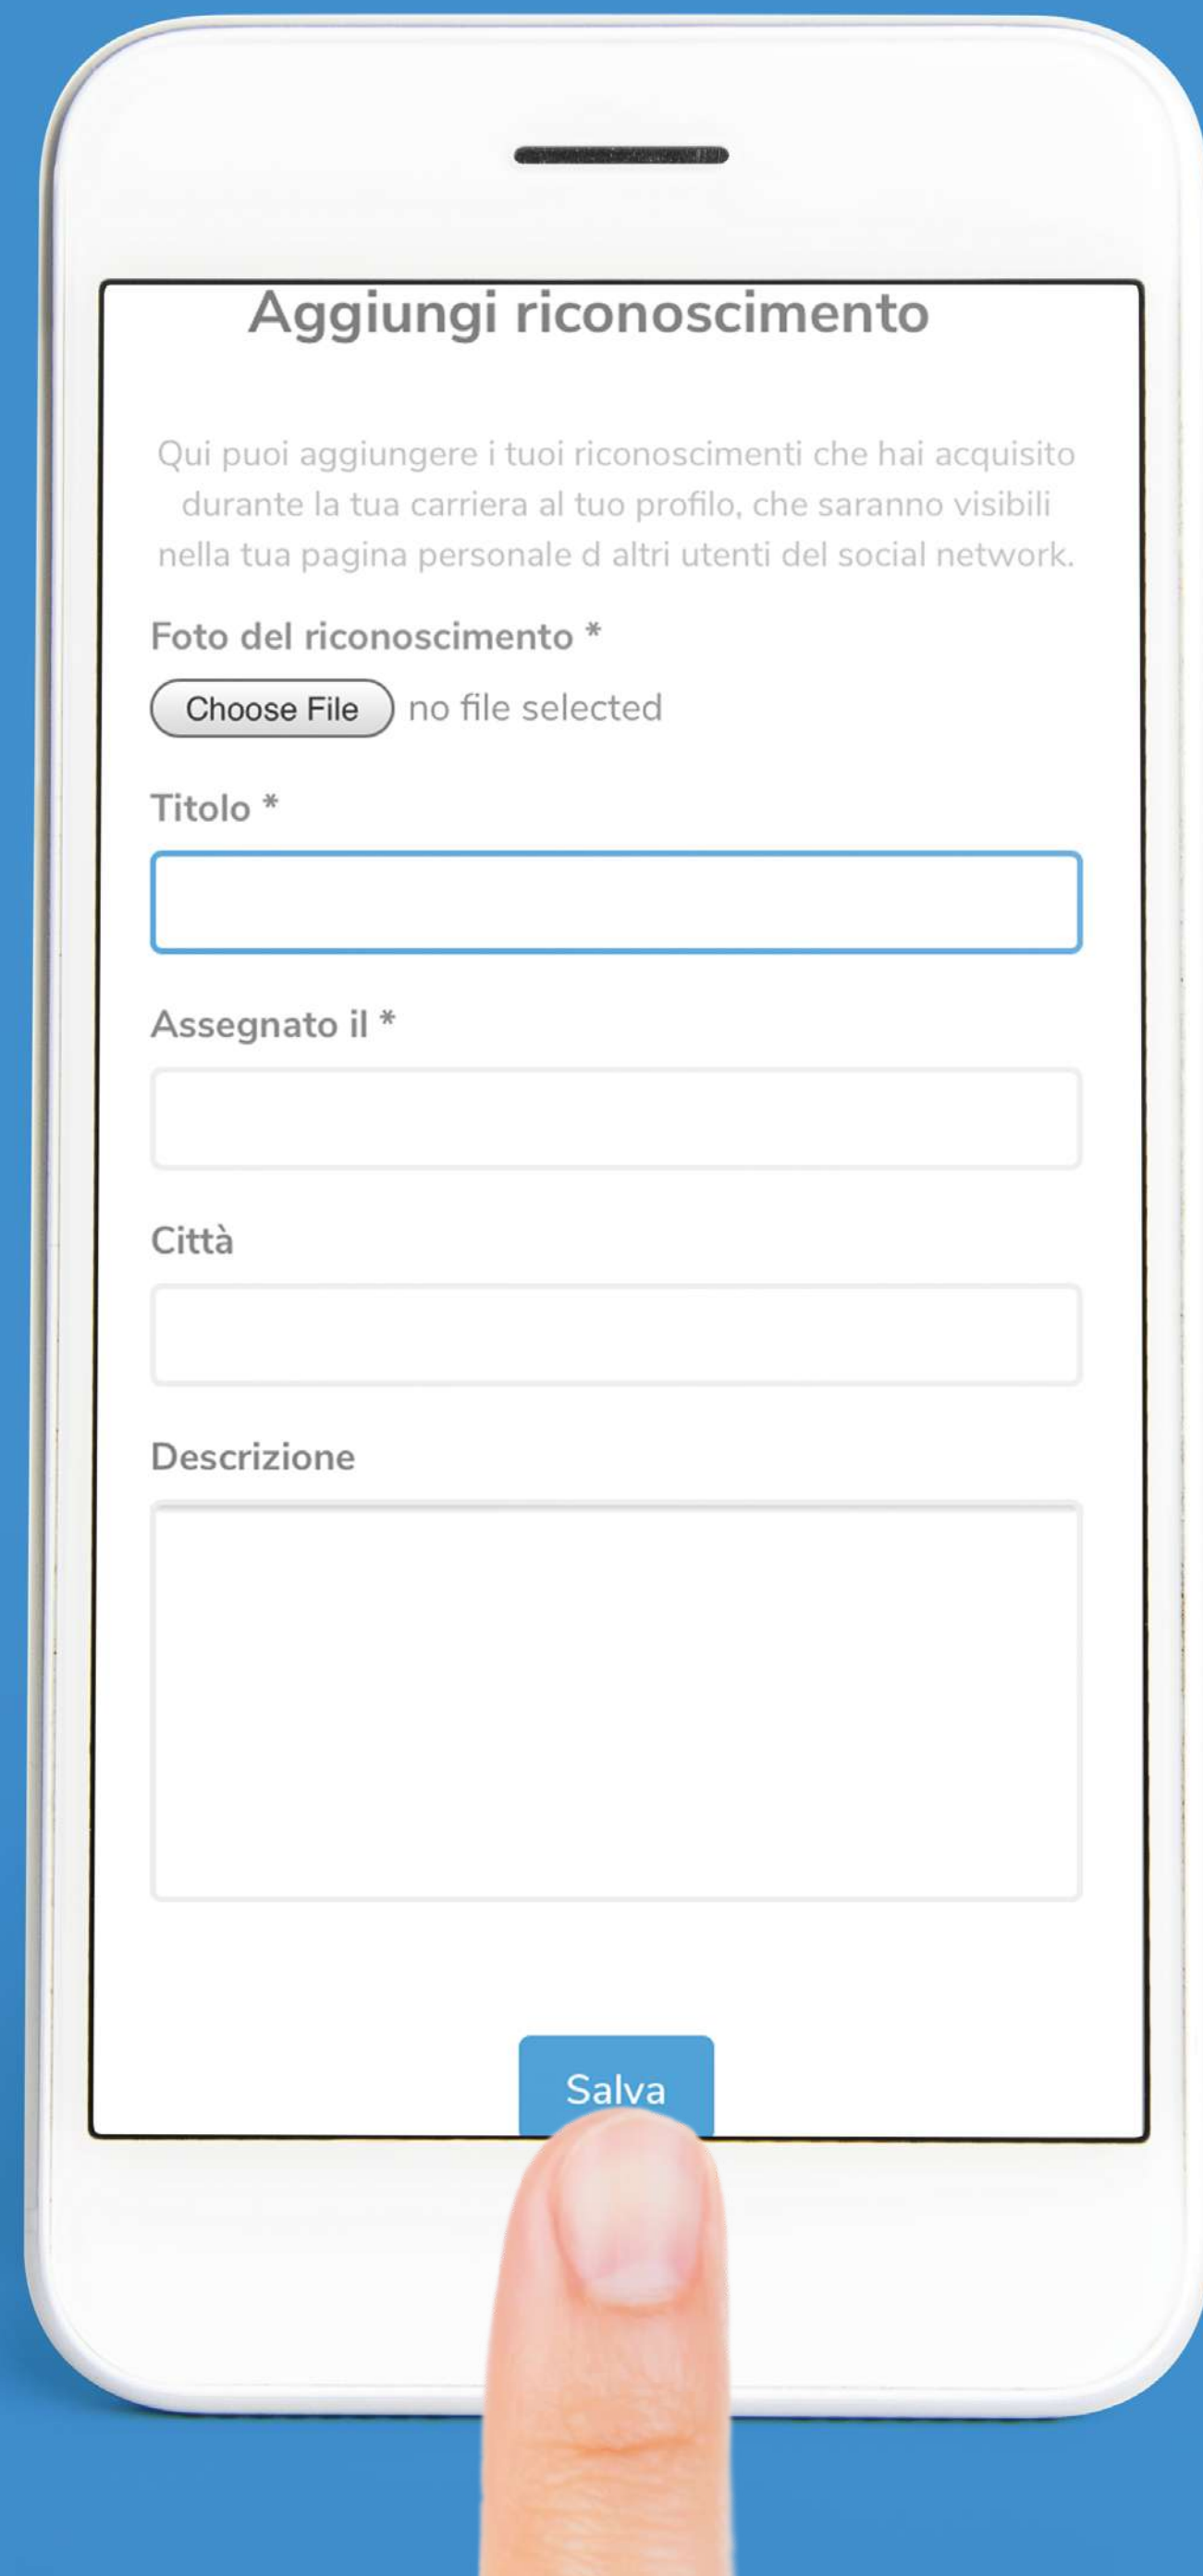 Aggiungi riconoscimento
Qui puoi aggiungere i tuoi riconoscimenti che hai acquisito
durante la tua carriera al tuo profilo, che saranno visibili
nella tua pagina personale d altri utenti del social network.
Foto del riconoscimento *
Choose File no file selected
Titolo *
Assegnato il *
Città
Descrizione
Salva